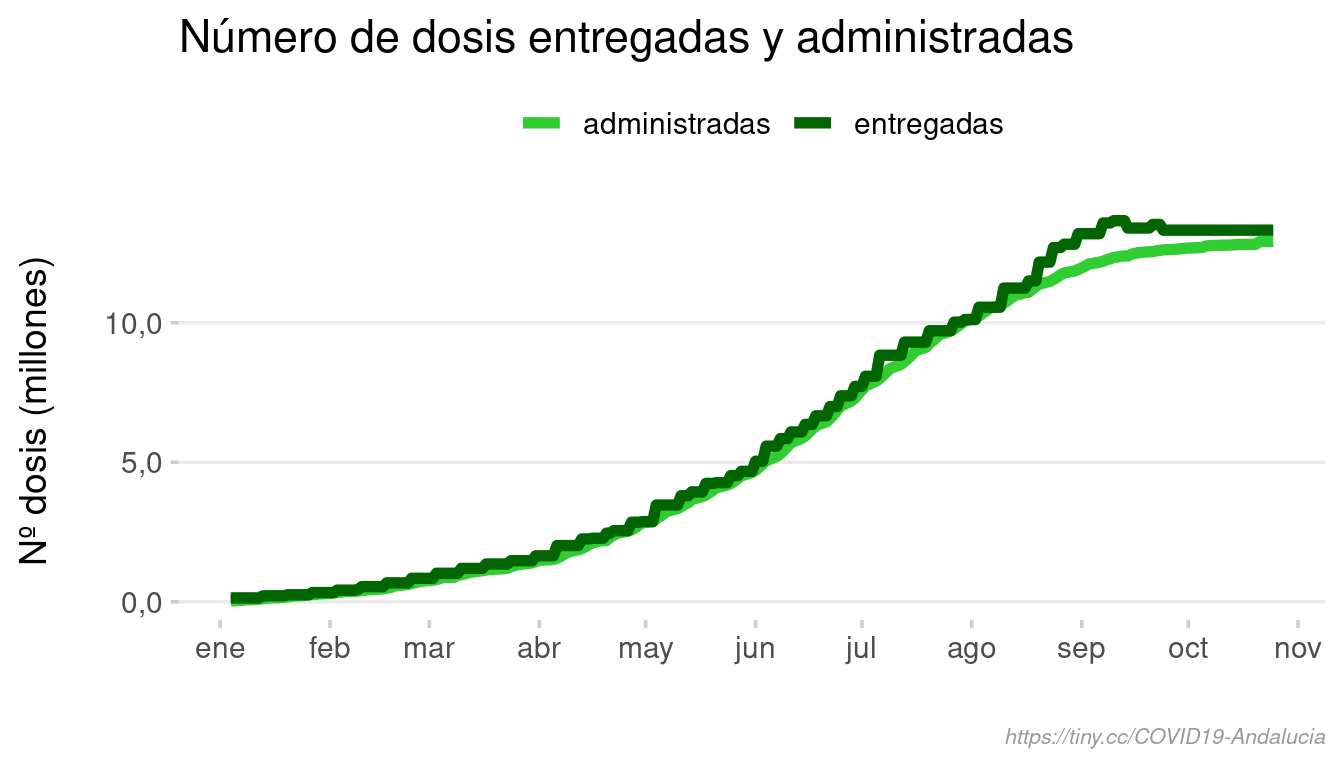 Número de dosis entregadas y administradas
administradas entregadas
Nº dosis (millones)
10,0
5,0
0,0
ene feb mar abr may jun jul ago sep oct nov
https://tiny.cc/COVID19-Andalucia